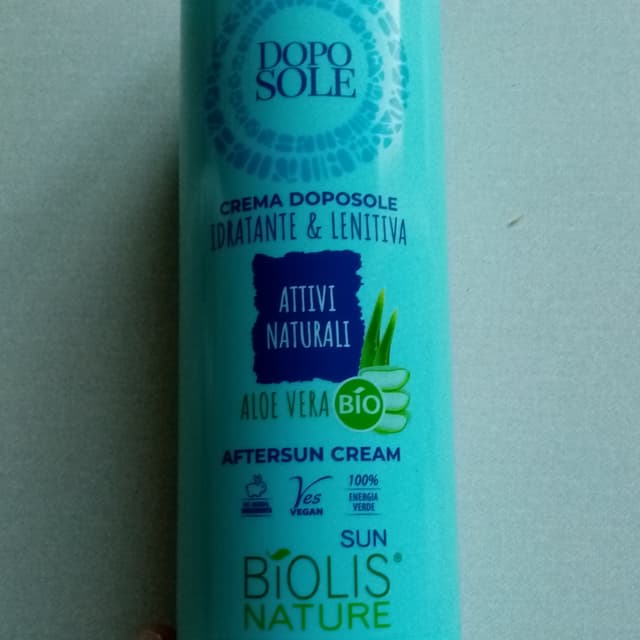 DOPO
SOLE
CREMA DOPOSOLE
IDRATANTE & LENITIVA
ATTIVI
NATURALI
ALOE VERA BIO
AFTERSUN CREAM
Yes
VEGAN
100%
ENERGIA
VERDE
SUN
BiOLIS®
NATURE